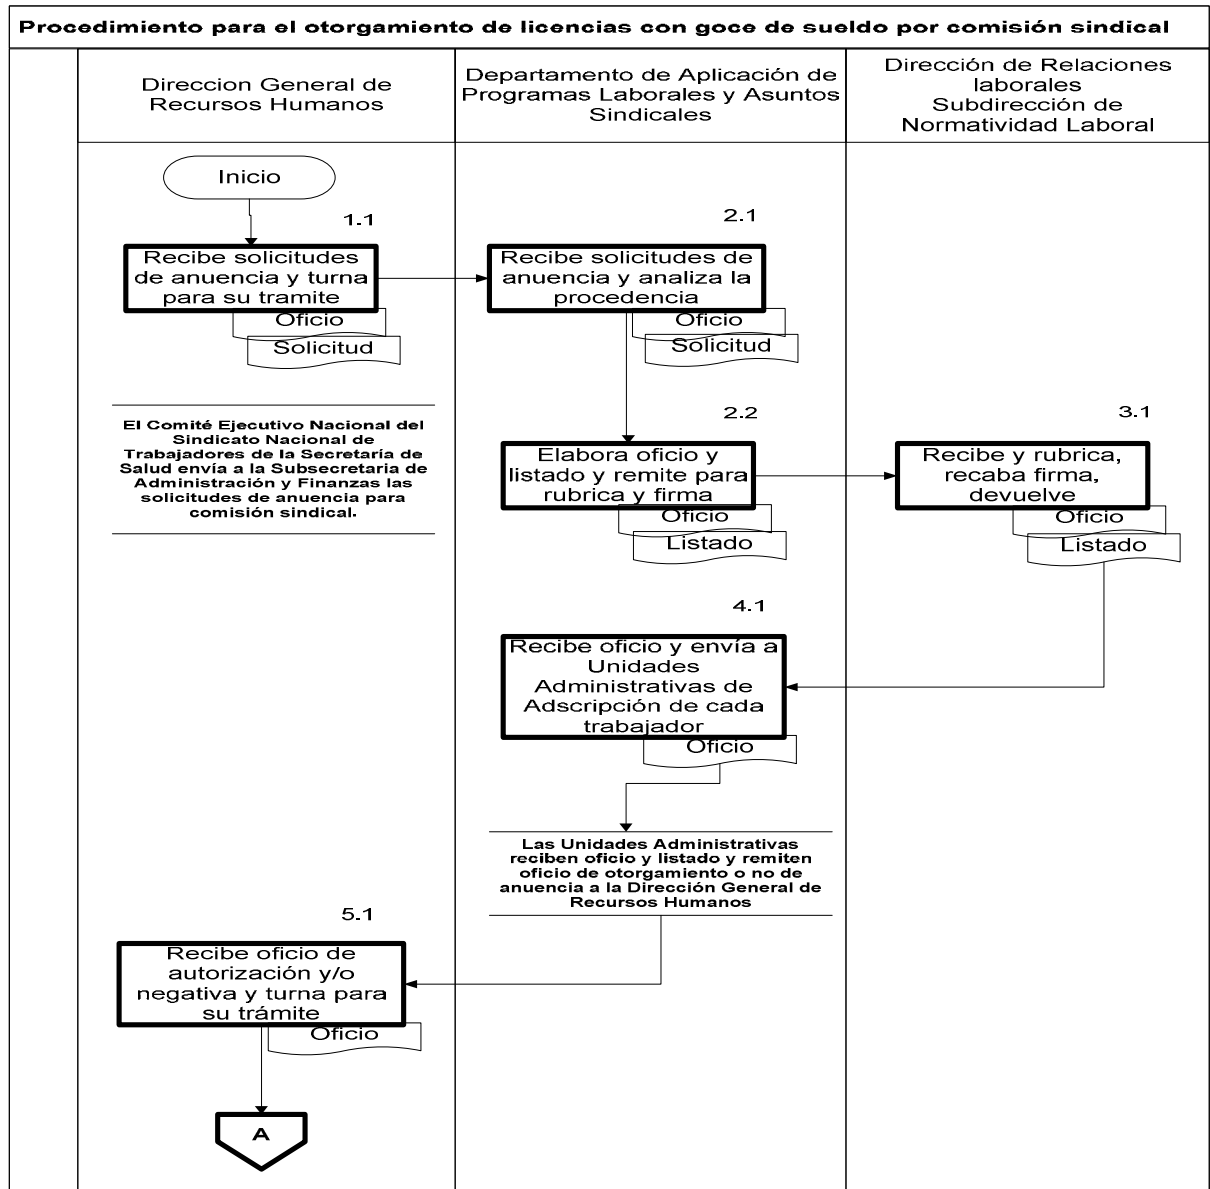 Procedimiento para el otorgamiento de licencias con goce de sueldo por comisión sindical
Direccion General de
Recursos Humanos
Departamento de Aplicación de
Programas Laborales y Asuntos
Sindicales
Dirección de Relaciones
laborales
Subdirección de
Normatividad Laboral
Inicio
1.1
Recibe solicitudes
de anuencia y turna
para su tramite
Oficio
Solicitud
2.1
Recibe solicitudes de
anuencia y analiza la
procedencia
Oficio
Solicitud
El Comité Ejecutivo Nacional del
Sindicato Nacional de
Trabajadores de la Secretaría de
Salud envía a la Subsecretaria de
Administración y Finanzas las
solicitudes de anuencia para
comisión sindical.
2.2
Elabora oficio y
listado y remite para
rubrica y firma
Oficio
Listado
3.1
Recibe y rubrica,
recaba firma,
devuelve
Oficio
Listado
4.1
Recibe oficio y envía a
Unidades
Administrativas de
Adscripción de cada
trabajador
Oficio
Las Unidades Administrativas
reciben oficio y listado y remiten
oficio de otorgamiento o no de
anuencia a la Dirección General de
Recursos Humanos
5.1
Recibe oficio de
autorización y/o
negativa y turna para
su trámite
Oficio
A